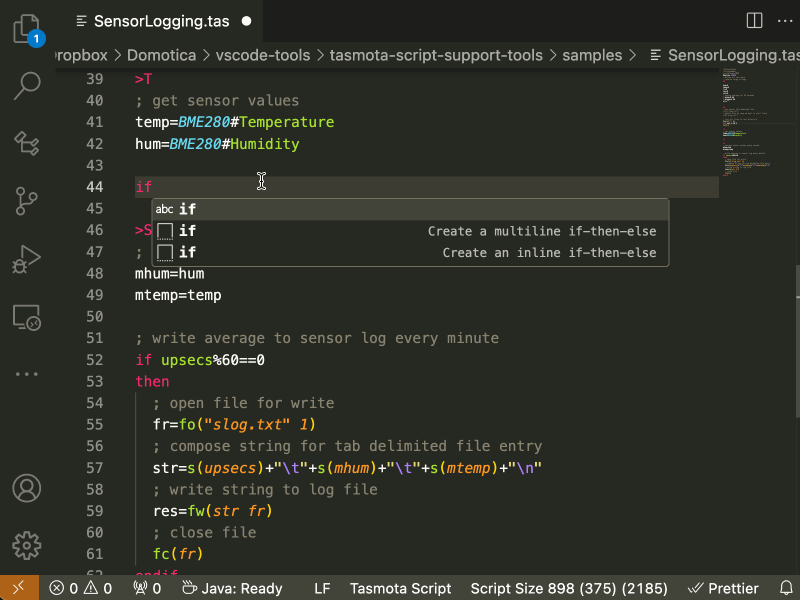 SensorLogging.tas
1
ropbox > Domotica > vscode-tools > tasmota-script-support-tools > samples > SensorLogging.tas
39 >T
40 ; get sensor values
41 temp=BME280#Temperature
42 hum=BME280#Humidity
43
44 if
abc if
45
if Create a multiline if-then-else
46 >S
if Create an inline if-then-else
47 ;
48 mhum=hum
49 mtemp=temp
50
51 ; write average to sensor log every minute
52 if upsecs%60==0
53 then
54 ; open file for write
55 fr=fo("slog.txt" 1)
56 ; compose string for tab delimited file entry
57 str=s(upsecs)+"\t"+s(mhum)+"\t"+s(mtemp)+"\n"
58 ; write string to log file
59 res=fw(str fr)
60 ; close file
61 fc(fr)
62 endif
0 0 0 Java: Ready LF Tasmota Script Script Size 898 (375) (2185) Prettier